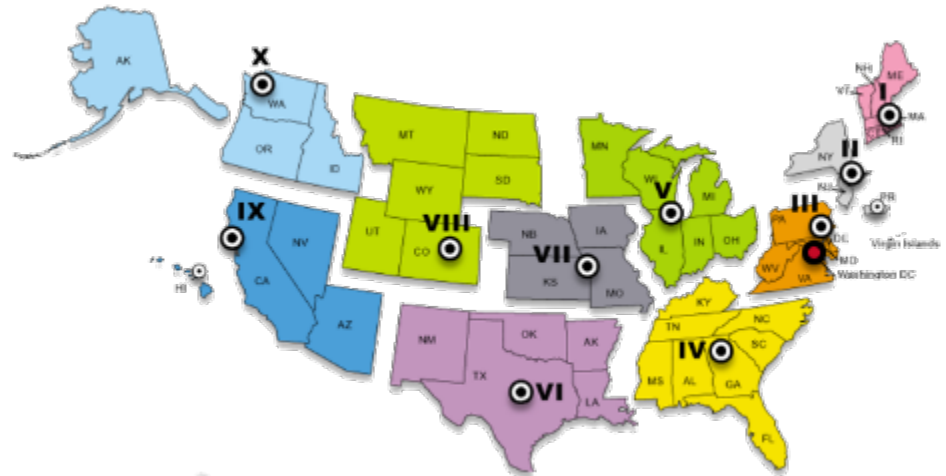 AK
X
WA
OR
ID
MT
ND
SD
WY
UT
CO
VIII
IX
NV
CA
AZ
HI
NB
IA
VII
KS
MO
MN
WI
MI
V
IL
IN
OH
NM
TX
OK
AK
LA
VI
KY
TN
NC
SC
IV
MS
AL
GA
FL
NH
VT
ME
I
MA
RI
II
NY
NJ
PR
Virgin Islands
III
PA
DE
MD
WV
VA
Washington DC